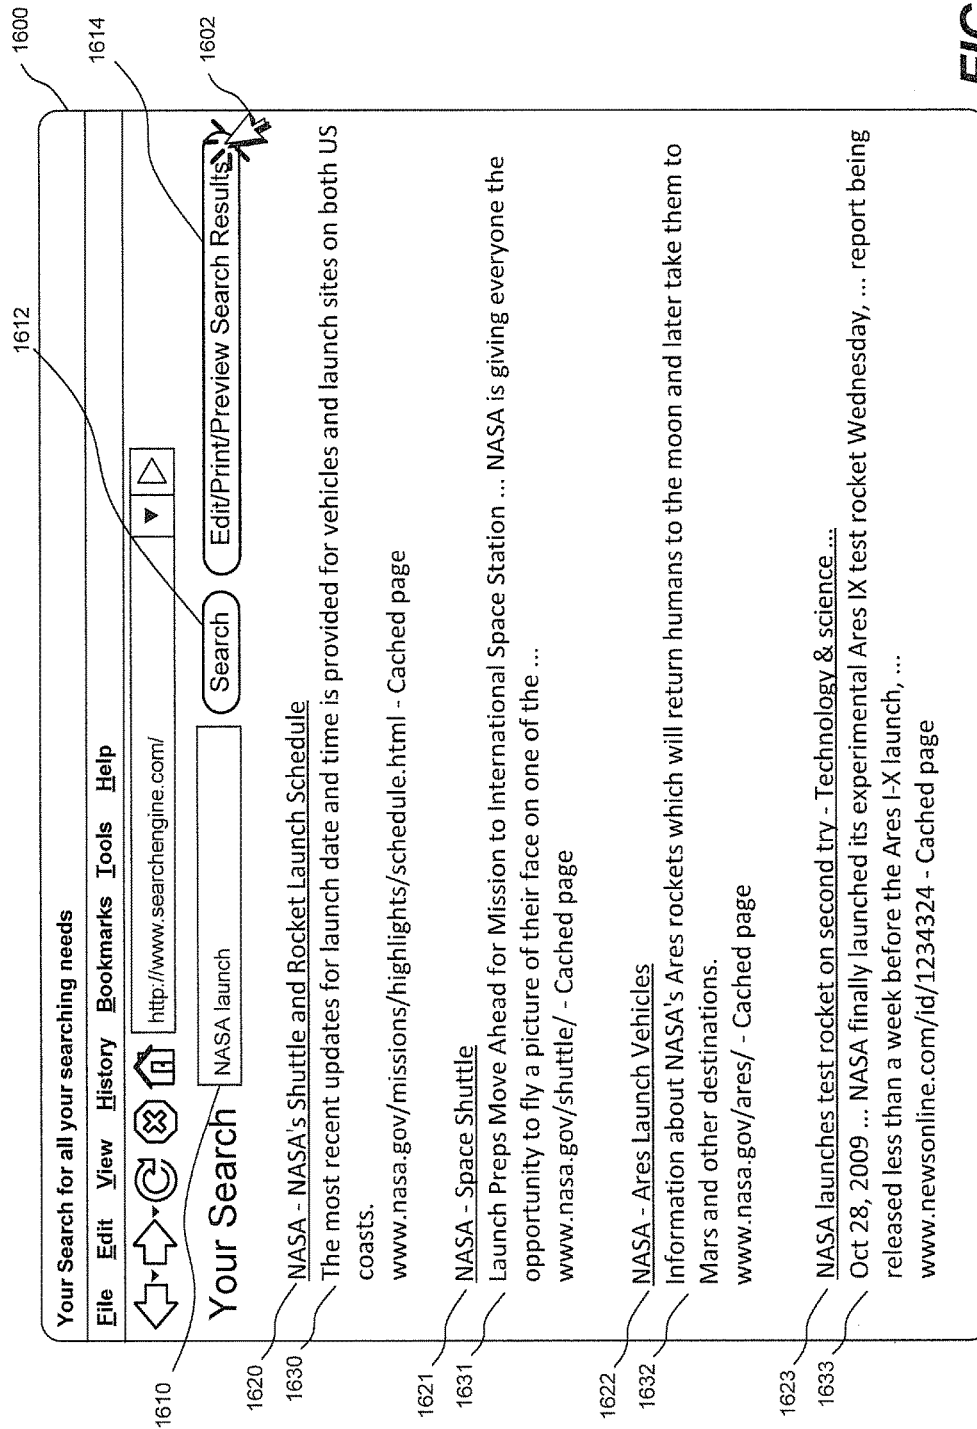 1600
1614
1602
1612
Your Search for all your searching needs
File Edit View History Bookmarks Tools Help
http://www.searchengine.com/
Your Search NASA launch Search Edit/Print/Preview Search Results
1610
1620 NASA - NASA's Shuttle and Rocket Launch Schedule
1630 The most recent updates for launch date and time is provided for vehicles and launch sites on both US
coasts.
www.nasa.gov/missions/highlights/schedule.html - Cached page
1621 NASA - Space Shuttle
1631 Launch Preps Move Ahead for Mission to International Space Station ... NASA is giving everyone the
opportunity to fly a picture of their face on one of the ...
www.nasa.gov/shuttle/ - Cached page
1622 NASA - Ares Launch Vehicles
1632 Information about NASA's Ares rockets which will return humans to the moon and later take them to
Mars and other destinations.
www.nasa.gov/ares/ - Cached page
1623 NASA launches test rocket on second try - Technology & science ...
1633 Oct 28, 2009 ... NASA finally launched its experimental Ares IX test rocket Wednesday, ... report being
released less than a week before the Ares I-X launch, ...
www.newsonline.com/id/1234324 - Cached page